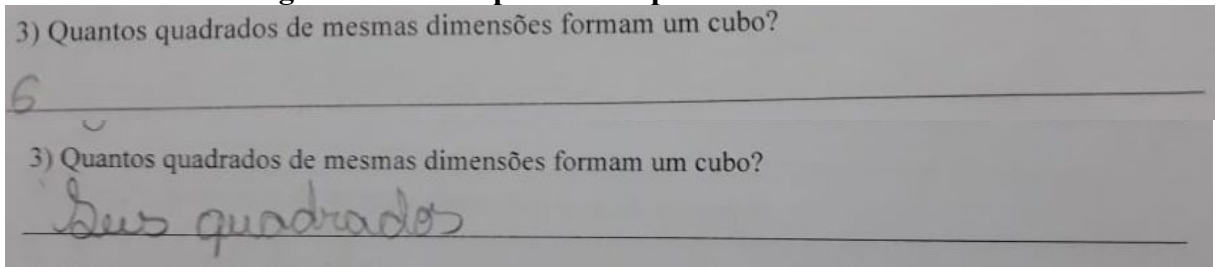 3) Quantos quadrados de mesmas dimensões formam um cubo?
6
3) Quantos quadrados de mesmas dimensões formam um cubo?
Seis quadrados